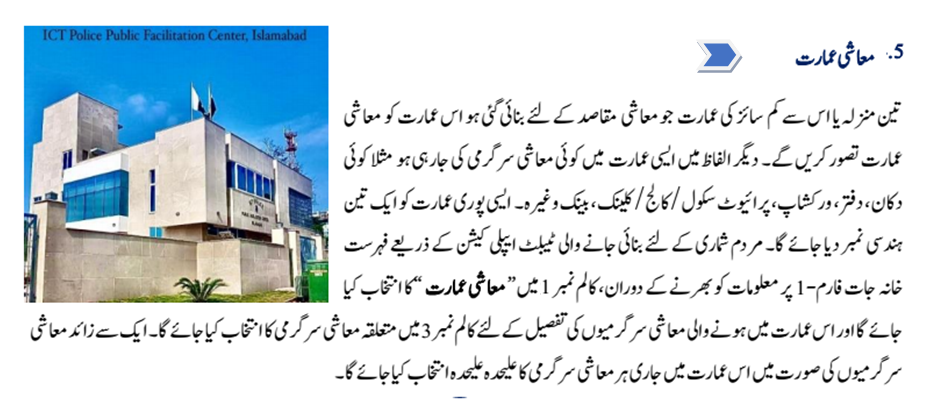 ICT Police Public Facilitation Center, Islamabad
5. معاشی عمارت
تین منزلہ یا اس سے کم سائز کی عمارت جو معاشی مقاصد کے لئے بنائی گئی ہو اس عمارت کو معاشی
عمارت تصور کریں گے۔ دیگر الفاظ میں ایسی عمارت میں کوئی معاشی سرگرمی کی جارہی ہو مثلا کوئی
دکان، دفتر، ورکشاپ، پرائیوٹ سکول/کالج/کلینک، بینک وغیرہ۔ ایسی پوری عمارت کو ایک تین
ہندسی نمبر دیا جائے گا۔ مردم شماری کے لئے بنائی جانے والی ٹیبلٹ ایپلی کیشن کے ذریعے فہرست
خانہ جات فارم-1 پر معلومات کو بھرنے کے دوران، کالم نمبر 1 میں "معاشی عمارت" کا انتخاب کیا
جائے گا اور اس عمارت میں ہونے والی معاشی سرگرمیوں کی تفصیل کے لئے کالم نمبر 3 میں متعلقہ معاشی سرگرمی کا انتخاب کیا جائے گا۔ ایک سے زائد معاشی
سرگرمیوں کی صورت میں اس عمارت میں جاری ہر معاشی سرگرمی کا علیحدہ علیحدہ انتخاب کیا جائے گا۔